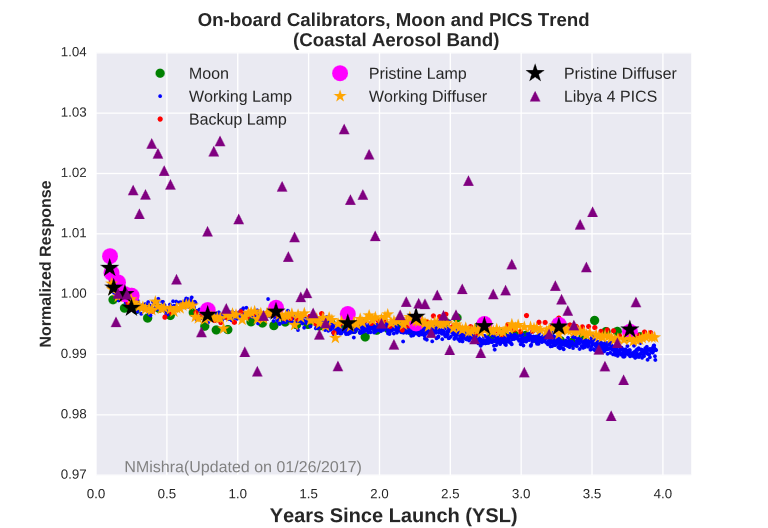 On-board Calibrators, Moon and PICS Trend
(Coastal Aerosol Band)
Normalized Response
1.04
1.03
1.02
1.01
1.00
0.99
0.98
0.97
Moon
Working Lamp
Backup Lamp
Pristine Lamp
Working Diffuser
Pristine Diffuser
Libya 4 PICS
NMishra(Updated on 01/26/2017)
0.0 0.5 1.0 1.5 2.0 2.5 3.0 3.5 4.0
Years Since Launch (YSL)